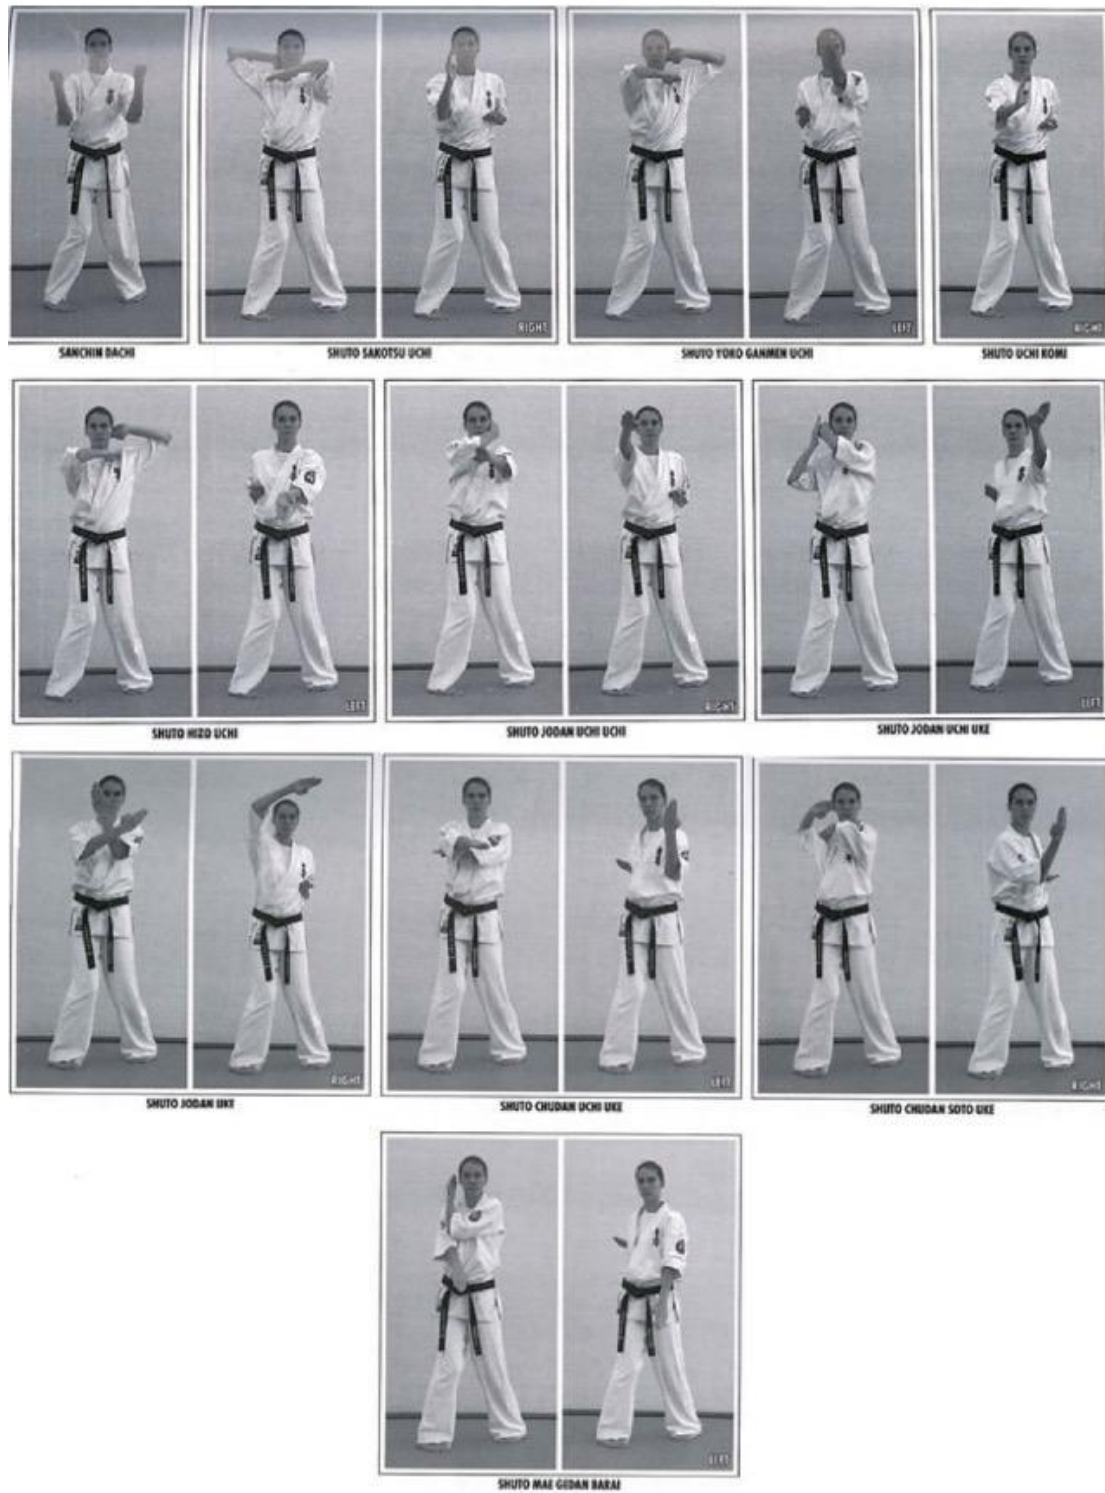 SANCHIN DACHI
RIGHT
SHUTO SAKOTSU UCHI
LEFT
SHUTO YOKO GANMEN UCHI
RIGHT
SHUTO UCHI KOMI
LEFT
SHUTO HIZO UCHI
RIGHT
SHUTO JODAN UCHI UCHI
LEFT
SHUTO JODAN UCHI UKE
RIGHT
SHUTO JODAN UKE
LEFT
SHUTO CHUDAN UCHI UKE
RIGHT
SHUTO CHUDAN SOTO UKE
LEFT
SHUTO MAE GEDAN BARAI